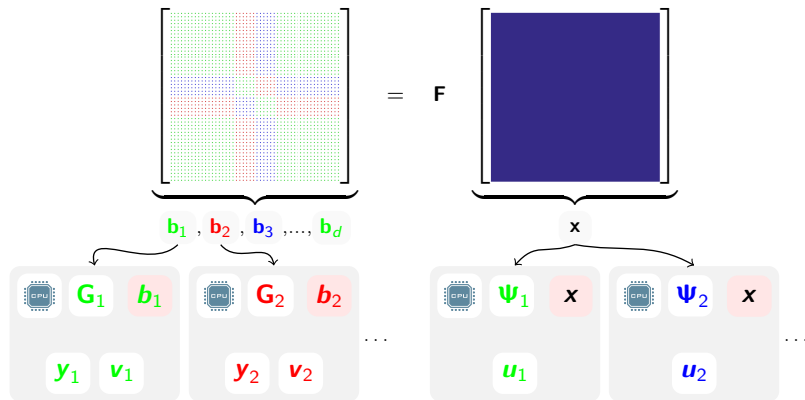 = F
b₁ , b₂ , b₃ ,..., b_d x
CPU G₁ b₁ CPU G₂ b₂ ... CPU Ψ₁ x CPU Ψ₂ x ...
y₁ v₁ y₂ v₂ u₁ u₂